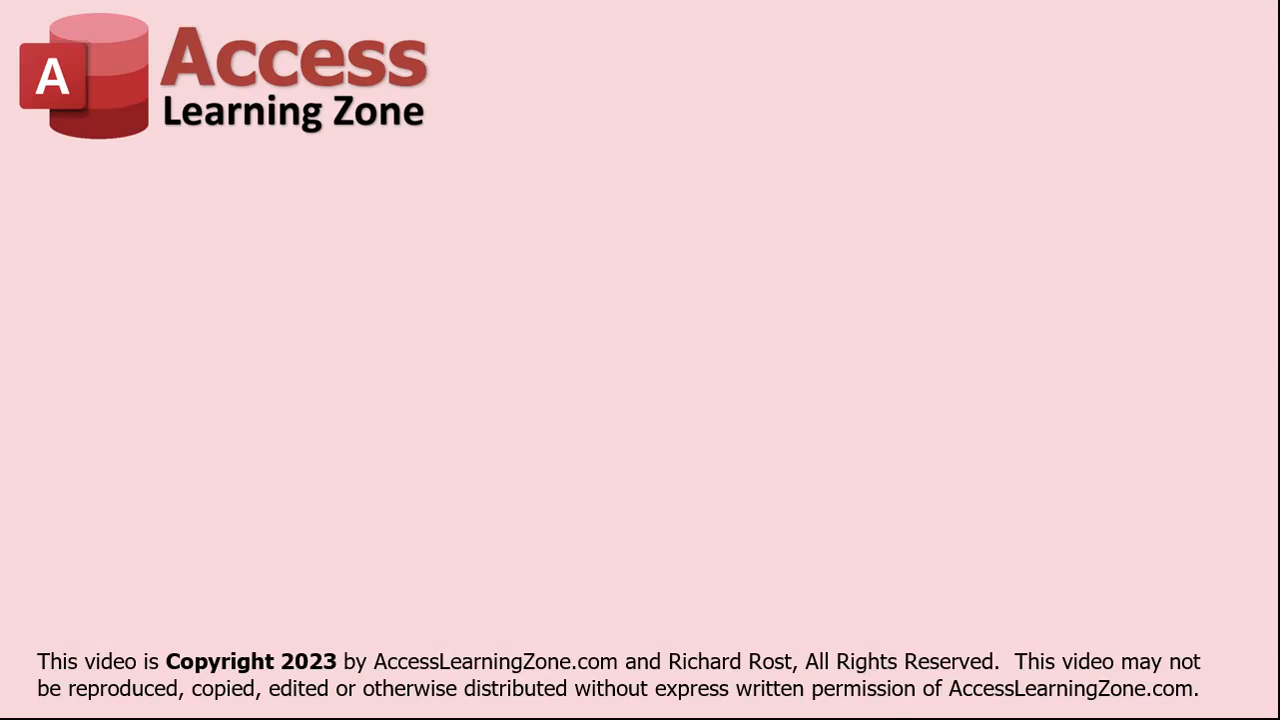 A
Access
Learning Zone
This video is Copyright 2023 by AccessLearningZone.com and Richard Rost, All Rights Reserved.  This video may not
be reproduced, copied, edited or otherwise distributed without express written permission of AccessLearningZone.com.